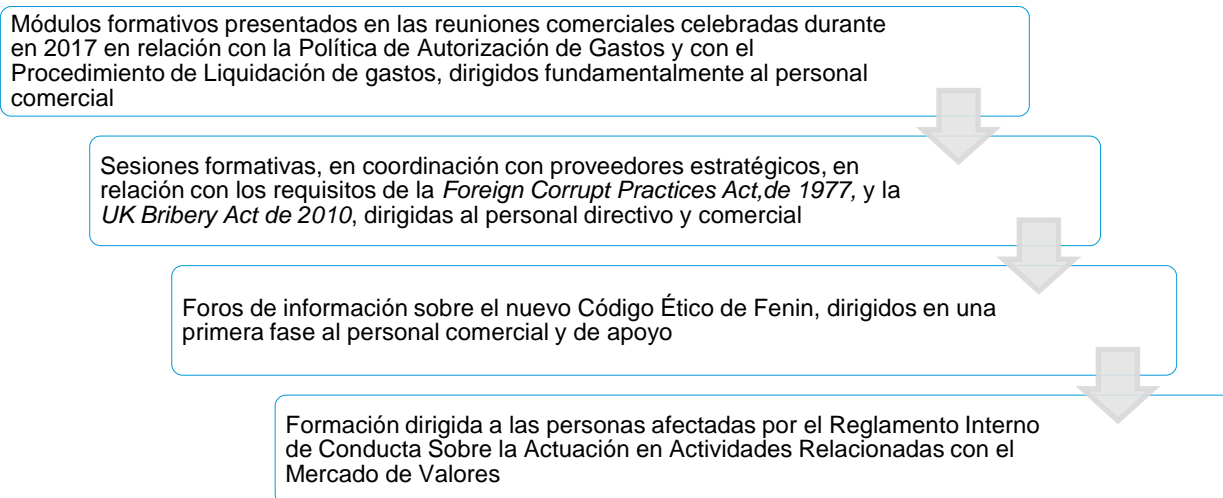 Módulos formativos presentados en las reuniones comerciales celebradas durante
en 2017 en relación con la Política de Autorización de Gastos y con el
Procedimiento de Liquidación de gastos, dirigidos fundamentalmente al personal
comercial
Sesiones formativas, en coordinación con proveedores estratégicos, en
relación con los requisitos de la Foreign Corrupt Practices Act,de 1977, y la
UK Bribery Act de 2010, dirigidas al personal directivo y comercial
Foros de información sobre el nuevo Código Ético de Fenin, dirigidos en una
primera fase al personal comercial y de apoyo
Formación dirigida a las personas afectadas por el Reglamento Interno
de Conducta Sobre la Actuación en Actividades Relacionadas con el
Mercado de Valores